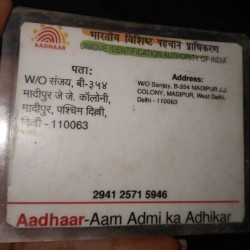 भारतीय विशिष्ट पहचान प्राधिकरण
UNIQUE IDENTIFICATION AUTHORITY OF INDIA
AADHAAR
पता:
W/O संजय, बी-३५४
मादीपुर जे. जे. कॉलोनी,
मादीपुर, पश्चिम दिल्ली,
दिल्ली - 110063
Address:
W/O Sanjay, B-354 MADIPUR J.J.
COLONY, MADIPUR, West Delhi,
Delhi - 110063
2941 2571 5946
Aadhaar-Aam Admi ka Adhikar